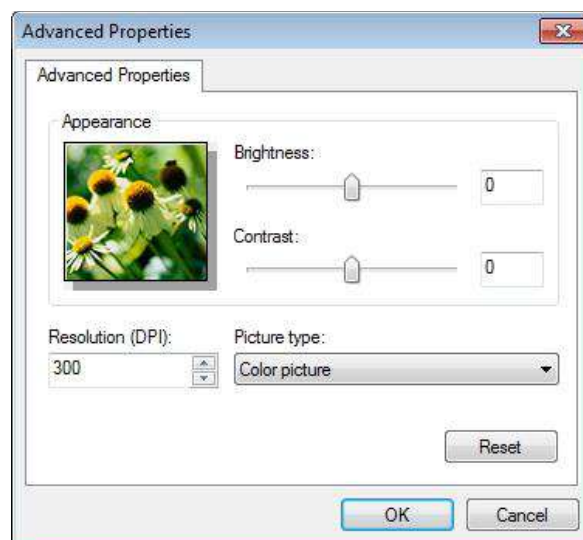 Advanced Properties
Advanced Properties
Appearance
Brightness:
0
Contrast:
0
Resolution (DPI):
Picture type:
300
Color picture
Reset
OK
Cancel